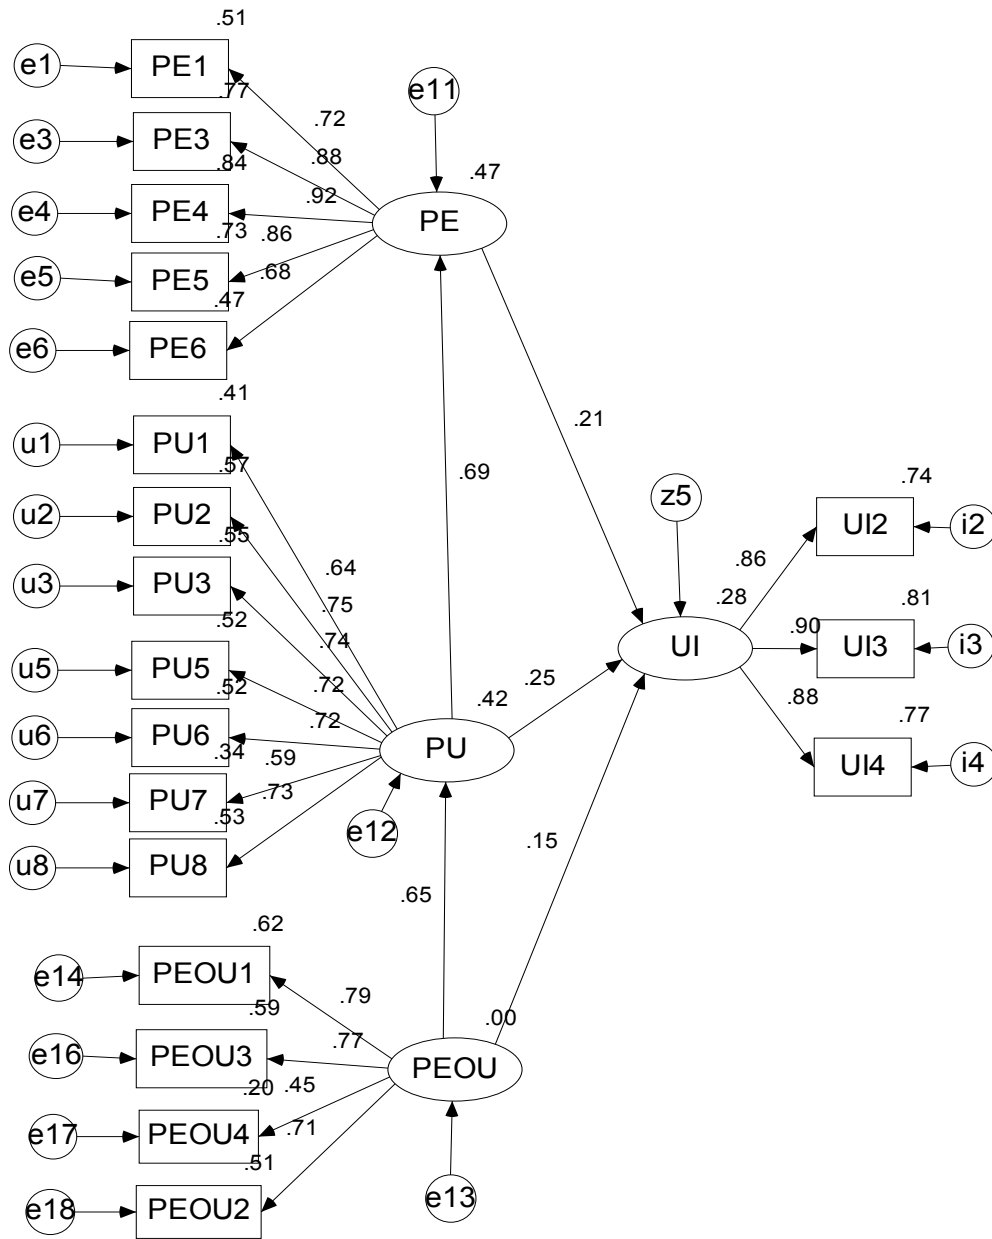 .51
e1
PE1
.77
e11
.72
e3
PE3
.88
.84
.47
.92
e4
PE4
PE
.73
.86
e5
PE5
.68
.47
e6
PE6
.41
.21
u1
PU1
.57
.69
.74
z5
u2
PU2
UI2
i2
.55
.86
u3
PU3
.64
.28
.81
.75
.52
.74
.90
UI
UI3
i3
u5
PU5
.72
.25
.52
.88
.42
.72
.77
u6
PU6
PU
.34
.59
UI4
i4
u7
PU7
.73
.53
e12
.15
u8
PU8
.65
.62
e14
PEOU1
.79
.59
.00
.77
e16
PEOU3
PEOU
.20
.45
e17
PEOU4
.71
.51
e18
PEOU2
e13